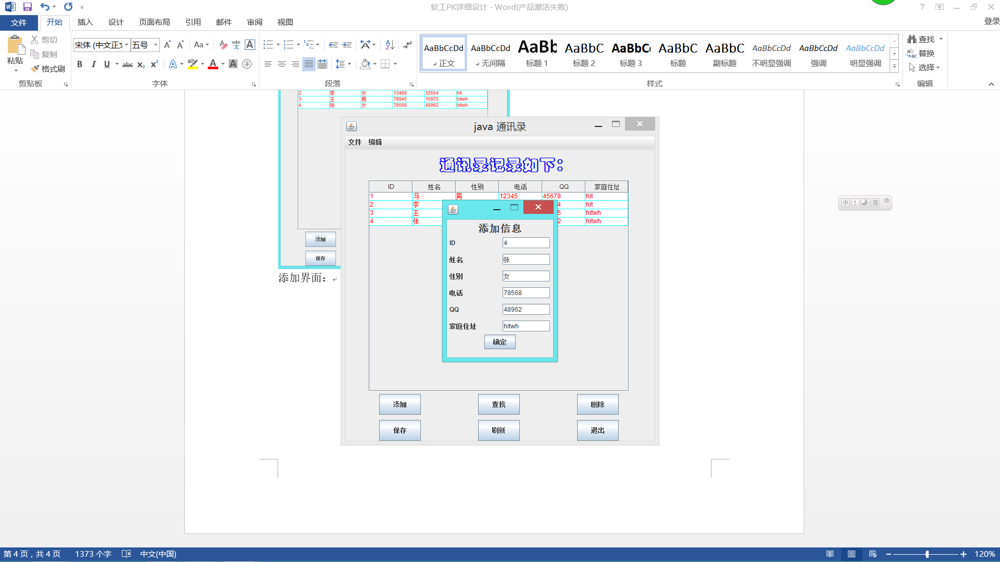 软工PK详细设计 - Word(产品激活失败)
文件 开始 插入 设计 页面布局 引用 邮件 审阅 视图 登录
粘贴 剪切 复制 格式刷
宋体 (中文正文 五号
AaBbCcDd AaBbCcDd AaBb AaBbC AaBbC AaBbC AaBbC AaBbCcDd AaBbCcDd AaBbCcDd
正文 无间隔 标题 1 标题 2 标题 3 标题 副标题 不明显强调 强调 明显强调
查找
替换
选择
剪贴板 字体 段落 样式 编辑
2 李 女 13456 12654 hit
3 王 男 78945 15975 hitwh
4 张 女 78568 48962 hitwh
添加
保存
添加界面：
java 通讯录
文件 编辑
通讯录记录如下：
ID 姓名 性别 电话 QQ 家庭住址
1 冯 男 12345 45678 hit
2 李 4 hit
3 王 5 hitwh
4 张 2 hitwh
添加信息
ID 4
姓名 张
性别 女
电话 78568
QQ 48962
家庭住址 hitwh
确定
添加 查找 删除
保存 刷新 退出
中 ； 简
第 4 页，共 4 页 1373 个字 中文(中国) 120%